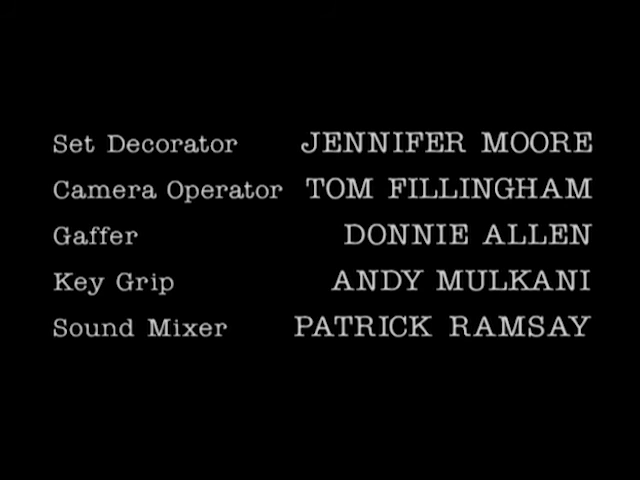 Set Decorator JENNIFER MOORE
Camera Operator TOM FILLINGHAM
Gaffer DONNIE ALLEN
Key Grip ANDY MULKANI
Sound Mixer PATRICK RAMSAY